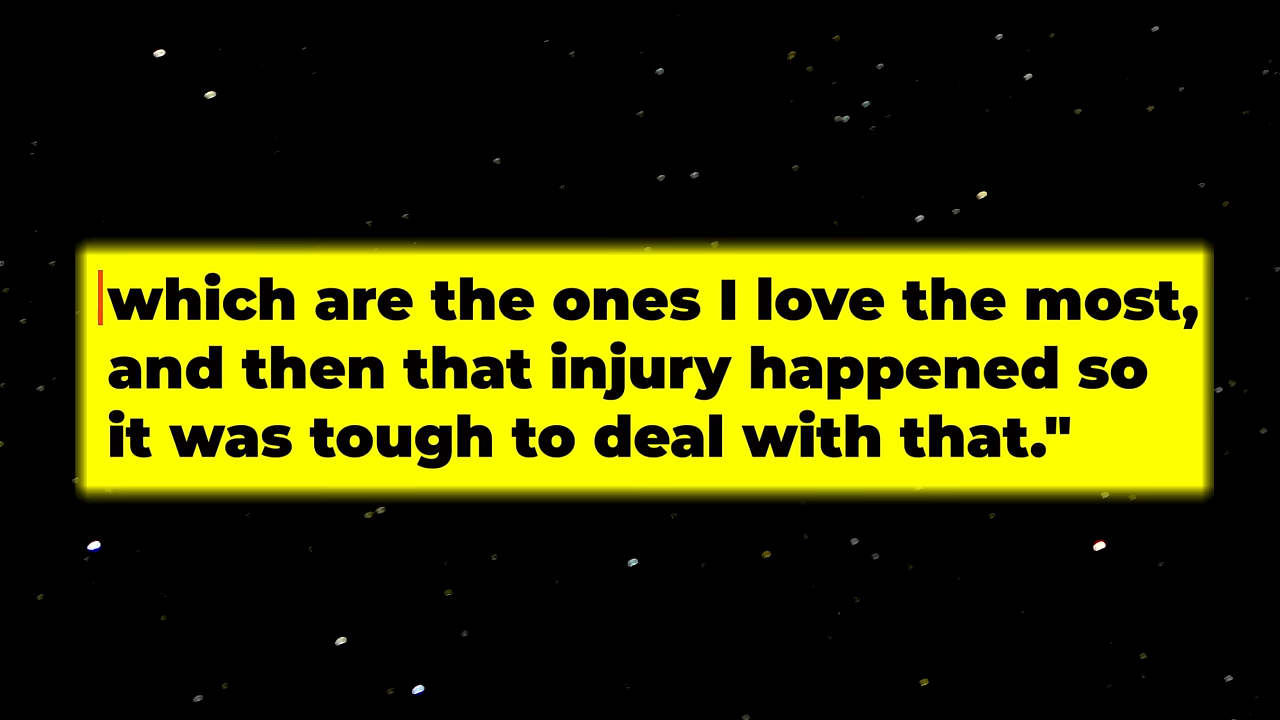 which are the ones I love the most,
and then that injury happened so
it was tough to deal with that."